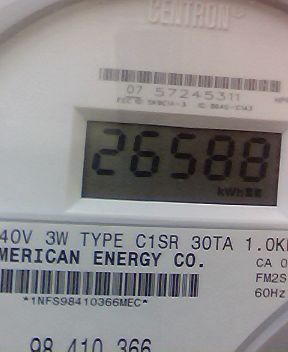 CENTRON
07 57245311
26588
kWh
40V 3W TYPE C1SR 30TA 1.0K
MERICAN ENERGY CO.
CA 0
FM2S
60Hz
*1NFS98410366MEC*
98 410 366